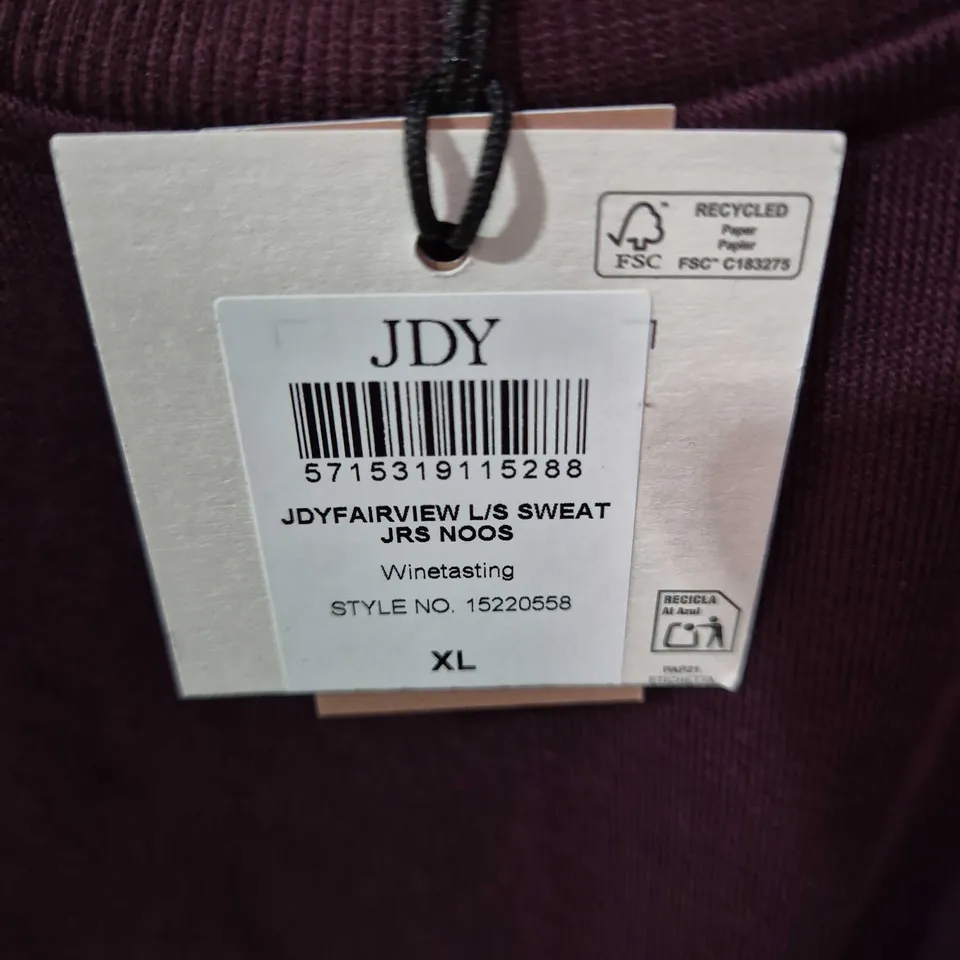 RECYCLED
Paper
Papier
FSC™ C183275
FSC
JDY
5715319115288
JDYFAIRVIEW L/S SWEAT
JRS NOOS
Winetasting
STYLE NO. 15220558
XL
RECICLA
Al Azul
ETICHETTA